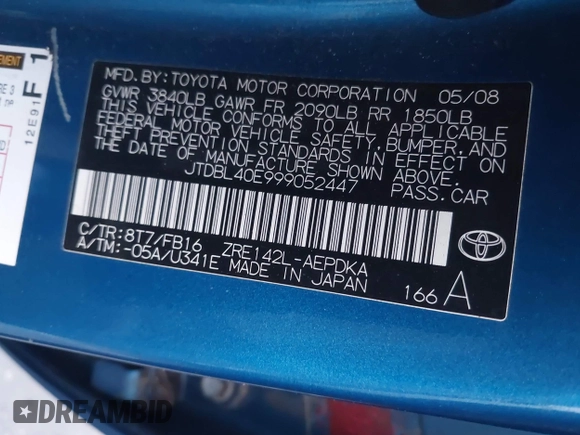 MFD. BY: TOYOTA MOTOR CORPORATION 05/08
GVWR 3840LB GAWR FR 2090LB RR 1850LB
THIS VEHICLE CONFORMS TO ALL APPLICABLE
FEDERAL MOTOR VEHICLE SAFETY, BUMPER, AND
THEFT PREVENTION STANDARDS IN EFFECT ON
THE DATE OF MANUFACTURE SHOWN ABOVE.
JTDBL40E999052447 PASS. CAR
C/TR:8T7/FB16 ZRE142L-AEPDKA
A/TM:-05A/U341E MADE IN JAPAN
166 A
F 1
12E91
DREAMBID